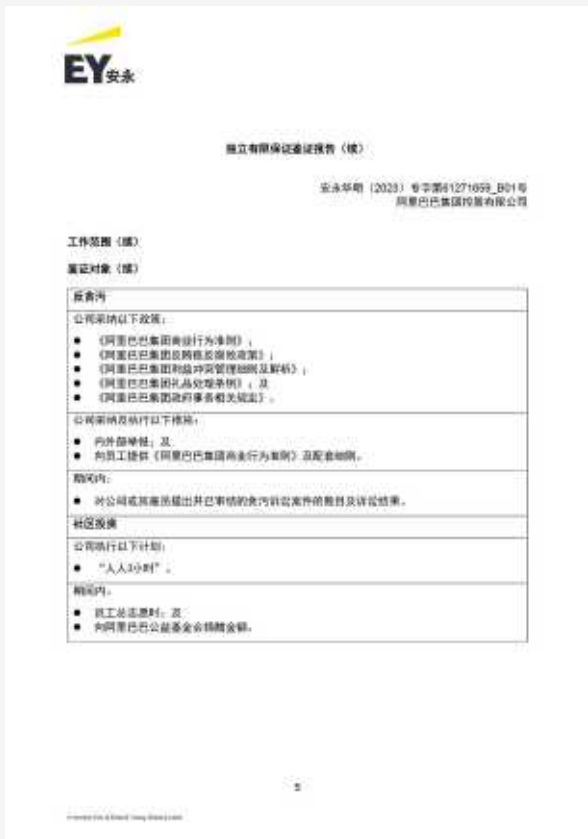 EY安永
独立有限保证鉴证报告（续）
安永华明（2023）专字第61271659_B01号
阿里巴巴集团控股有限公司
工作范围（续）
鉴证对象（续）
反贪污
公司采纳以下政策：
● 《阿里巴巴集团商业行为准则》；
● 《阿里巴巴集团反贿赂反腐败政策》；
● 《阿里巴巴集团利益冲突管理细则及解析》；
● 《阿里巴巴集团礼品处理条例》；及
● 《阿里巴巴集团政府事务相关规定》。
公司采纳及执行以下措施：
● 内外部举报；及
● 向员工提供《阿里巴巴集团商业行为准则》及配套细则。
期间内：
● 对公司或其雇员提出并已审结的贪污诉讼案件的数目及诉讼结果。
社区投资
公司执行以下计划：
● “人人3小时”。
期间内：
● 员工总志愿时；及
● 向阿里巴巴公益基金会捐赠金额。
5